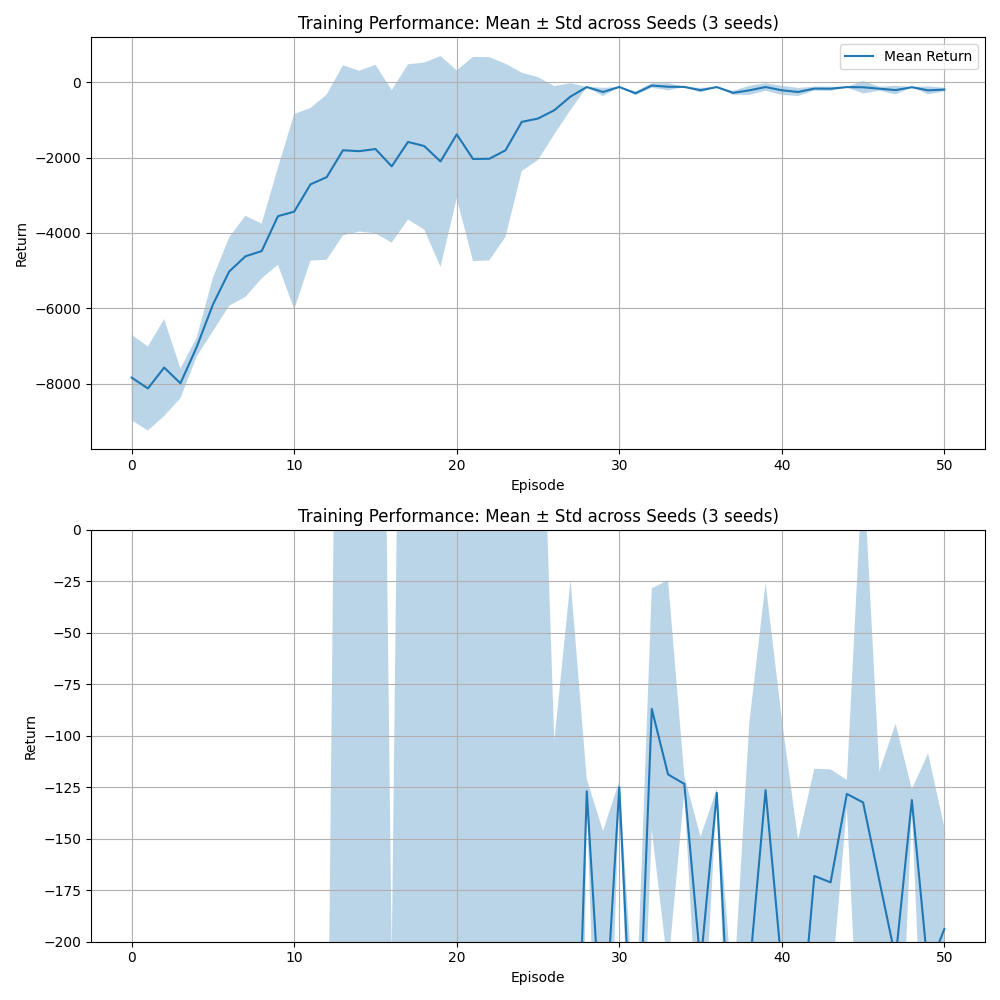 Training Performance: Mean ± Std across Seeds (3 seeds)
Mean Return
0
−2000
−4000
−6000
−8000
Return
0 10 20 30 40 50
Episode
Training Performance: Mean ± Std across Seeds (3 seeds)
0
−25
−50
−75
−100
−125
−150
−175
−200
Return
0 10 20 30 40 50
Episode